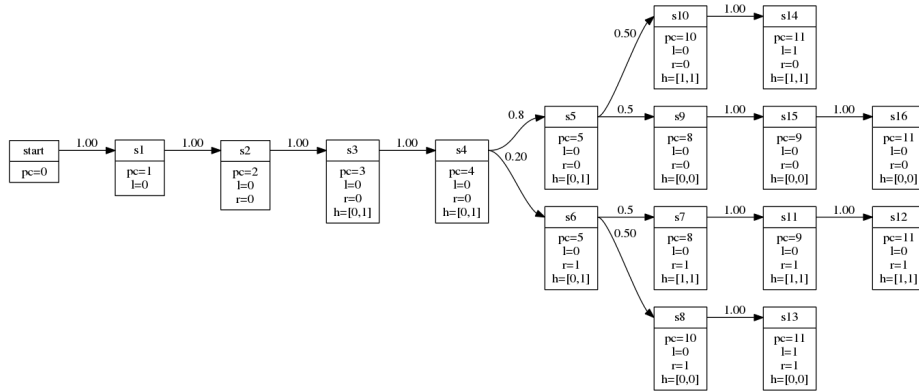 start
pc=0
1.00
s1
pc=1
l=0
1.00
s2
pc=2
l=0
r=0
1.00
s3
pc=3
l=0
r=0
h=[0,1]
1.00
s4
pc=4
l=0
r=0
h=[0,1]
0.8
0.20
s5
pc=5
l=0
r=0
h=[0,1]
0.50
0.5
s10
pc=10
l=0
r=0
h=[1,1]
1.00
s14
pc=11
l=1
r=0
h=[1,1]
s9
pc=8
l=0
r=0
h=[0,0]
1.00
s15
pc=9
l=0
r=0
h=[0,0]
1.00
s16
pc=11
l=0
r=0
h=[0,0]
s6
pc=5
l=0
r=1
h=[0,1]
0.5
0.50
s7
pc=8
l=0
r=1
h=[1,1]
1.00
s11
pc=9
l=0
r=1
h=[1,1]
1.00
s12
pc=11
l=0
r=1
h=[1,1]
s8
pc=10
l=0
r=1
h=[0,0]
1.00
s13
pc=11
l=1
r=1
h=[0,0]